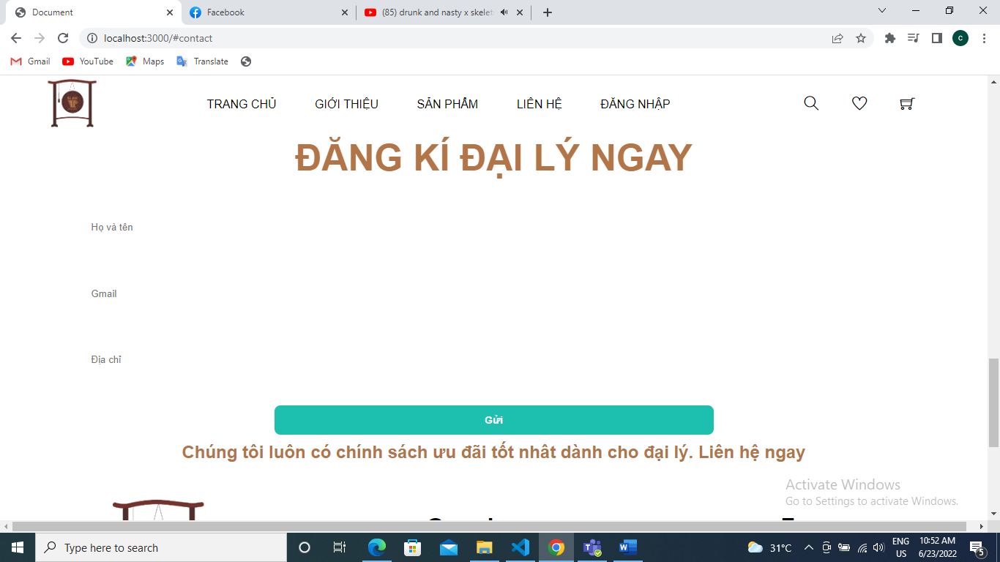 Document
Facebook
(85) drunk and nasty x skelet
localhost:3000/#contact
Gmail
YouTube
Maps
Translate
TRANG CHỦ
GIỚI THIỆU
SẢN PHẨM
LIÊN HỆ
ĐĂNG NHẬP
ĐĂNG KÍ ĐẠI LÝ NGAY
Họ và tên
Gmail
Địa chỉ
Gửi
Chúng tôi luôn có chính sách ưu đãi tốt nhât dành cho đại lý. Liên hệ ngay
Activate Windows
Go to Settings to activate Windows.
Type here to search
31°C
ENG
US
10:52 AM
6/23/2022
5